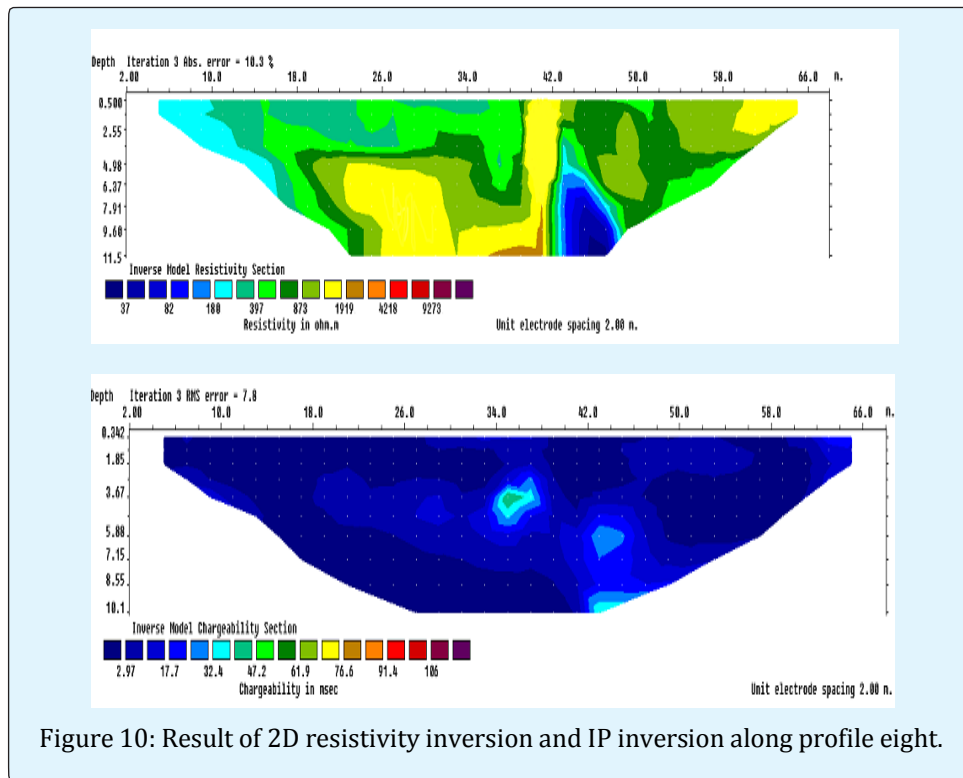 Depth Iteration 3 Abs. error = 10.3 %
2.00 10.0 18.0 26.0 34.0 42.0 50.0 58.0 66.0 m.
0.500
2.55
4.98
6.37
7.91
9.60
11.5
Inverse Model Resistivity Section
37 82 188 397 873 1919 4218 9273
Resistivity in ohm.m Unit electrode spacing 2.00 m.
Depth Iteration 3 RMS error = 7.8
2.00 10.0 18.0 26.0 34.0 42.0 50.0 58.0 66.0 m.
0.342
1.85
3.67
5.88
7.15
8.55
10.1
Inverse Model Chargeability Section
2.97 17.7 32.4 47.2 61.9 76.6 91.4 106
Chargeability in msec Unit electrode spacing 2.00 m.
Figure 10: Result of 2D resistivity inversion and IP inversion along profile eight.